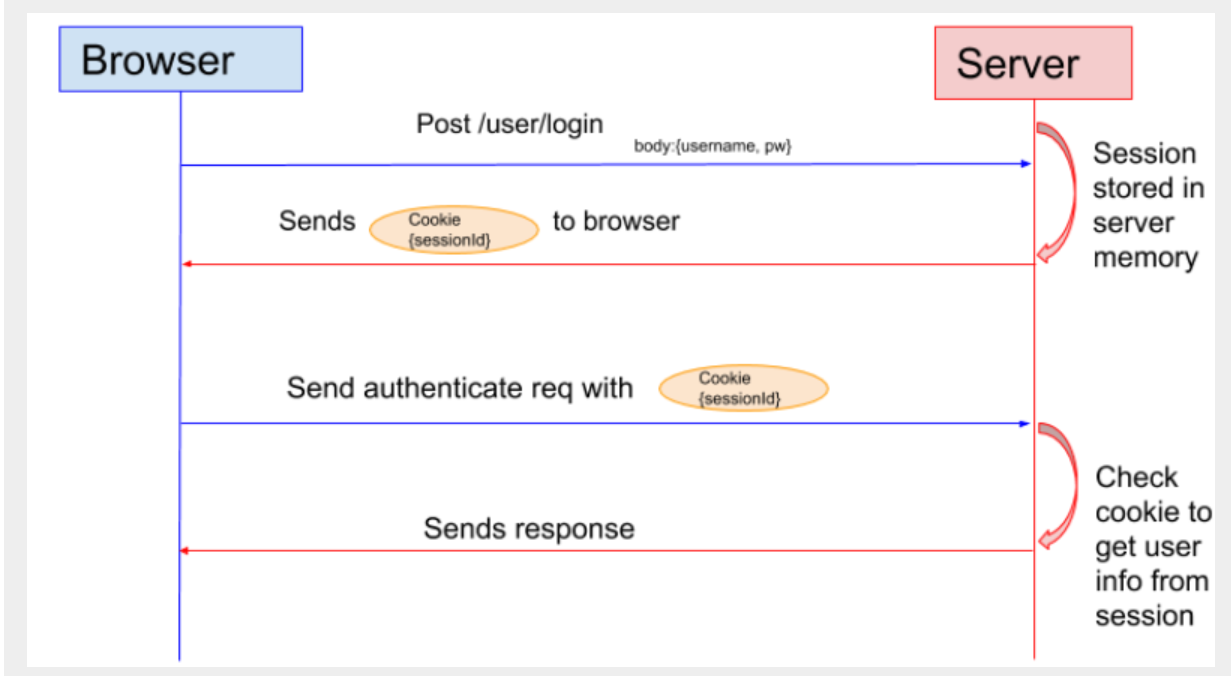 Browser
Server
Post /user/login
body:{username, pw}
Session
stored in
server
memory
Sends
Cookie
{sessionId}
to browser
Send authenticate req with
Cookie
{sessionId}
Check
cookie to
get user
info from
session
Sends response